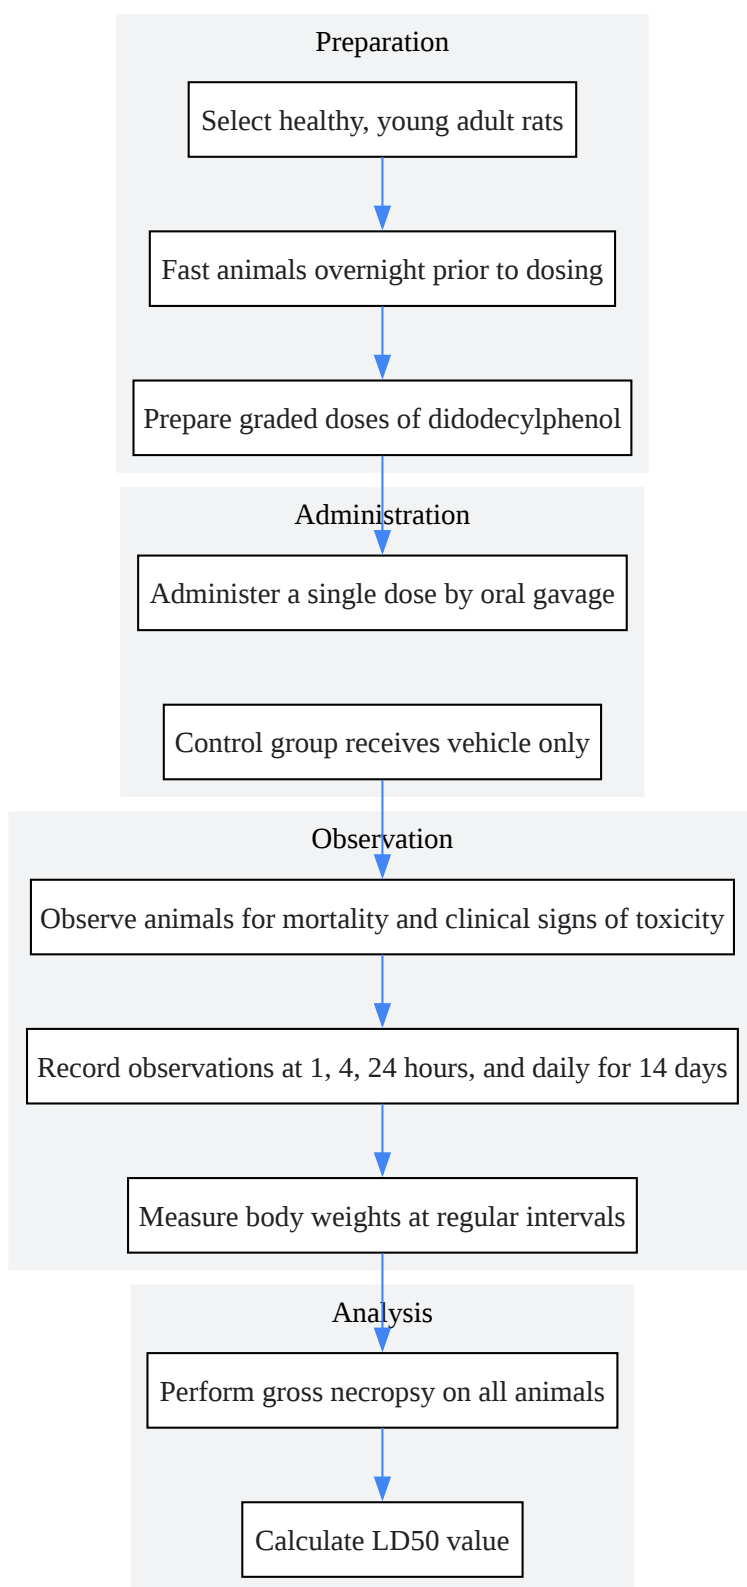 Preparation
Select healthy, young adult rats
Fast animals overnight prior to dosing
Prepare graded doses of didodecylphenol
Administration
Administer a single dose by oral gavage
Control group receives vehicle only
Observation
Observe animals for mortality and clinical signs of toxicity
Record observations at 1, 4, 24 hours, and daily for 14 days
Measure body weights at regular intervals
Analysis
Perform gross necropsy on all animals
Calculate LD50 value